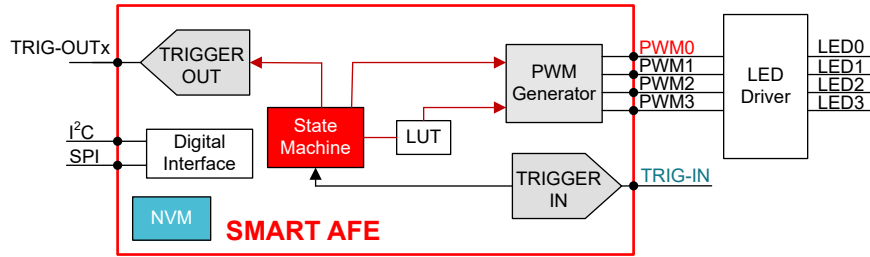 TRIG-OUTx
TRIGGER
OUT
I²C
SPI
Digital
Interface
NVM
SMART AFE
State
Machine
LUT
PWM
Generator
TRIGGER
IN
PWM0
PWM1
PWM2
PWM3
TRIG-IN
LED
Driver
LED0
LED1
LED2
LED3